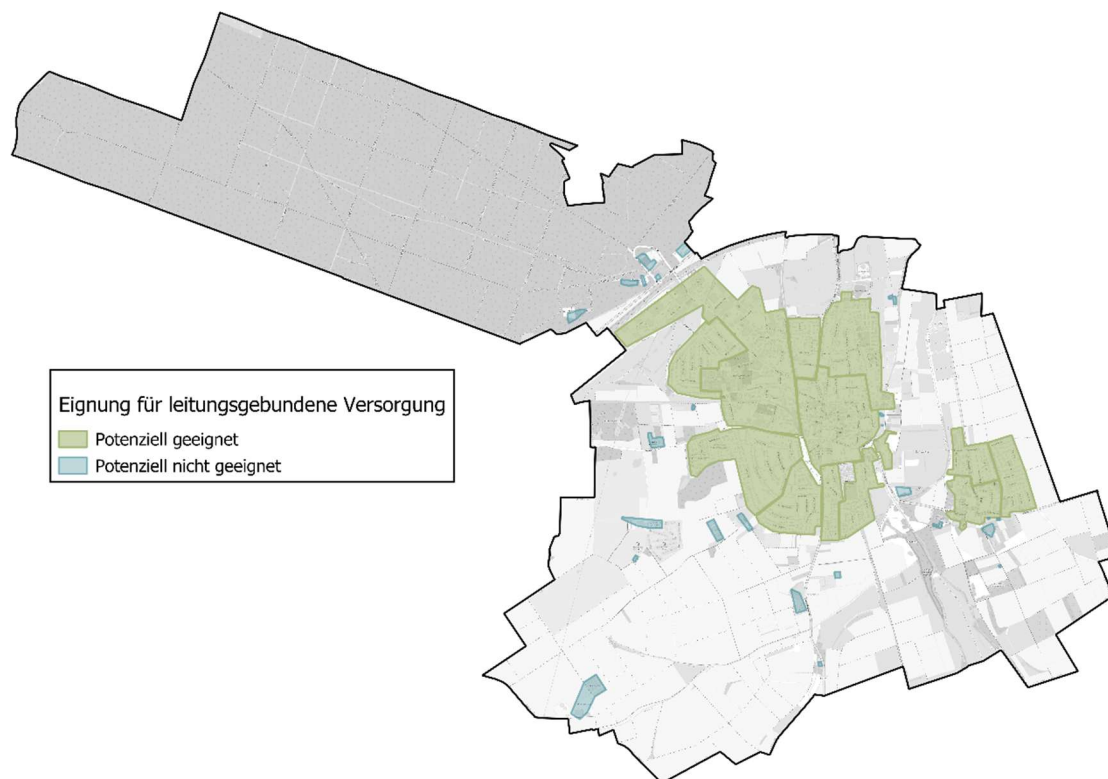 Eignung für leitungsgebundene Versorgung
Potenziell geeignet
Potenziell nicht geeignet